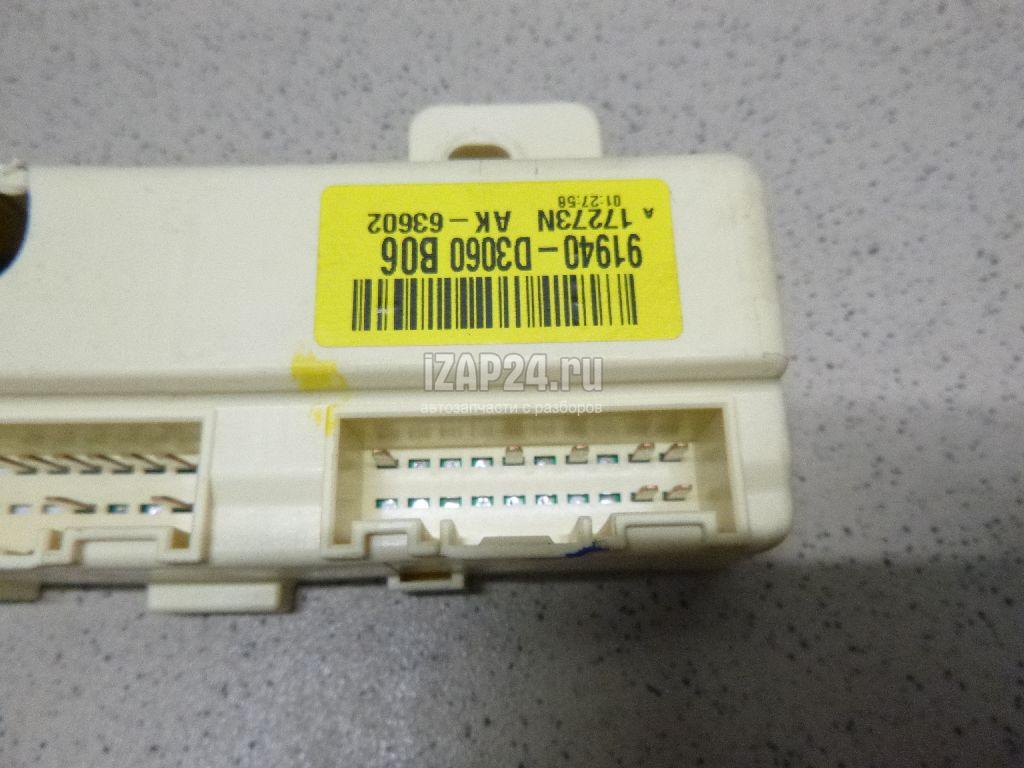 91940-D3060 B06
A 17273N AK-63602
01:27:58
iZAP24.ru
автозапчасти с разборов